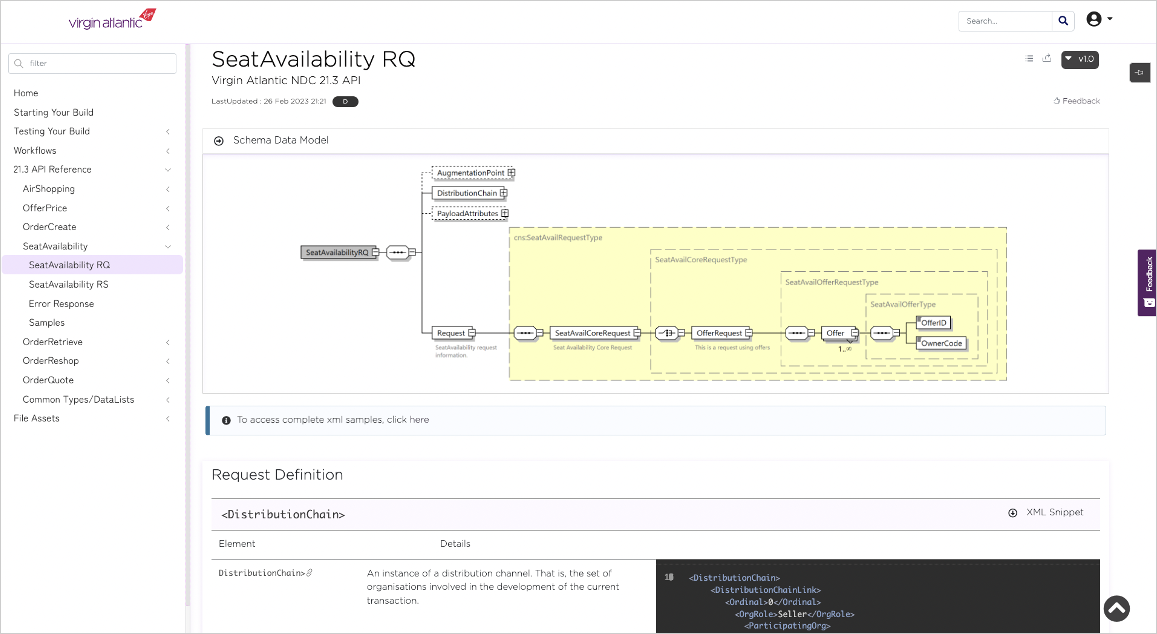 virgin atlantic
Search...
filter
Home
Starting Your Build
Testing Your Build
Workflows
21.3 API Reference
AirShopping
OfferPrice
OrderCreate
SeatAvailability
SeatAvailability RQ
SeatAvailability RS
Error Response
Samples
OrderRetrieve
OrderReshop
OrderQuote
Common Types/DataLists
File Assets
SeatAvailability RQ
v1.0
Virgin Atlantic NDC 21.3 API
LastUpdated : 26 Feb 2023 21:21
D
Feedback
Schema Data Model
AugmentationPoint
DistributionChain
PayloadAttributes
cns:SeatAvailRequestType
SeatAvailabilityRQ
SeatAvailCoreRequestType
SeatAvailOfferRequestType
SeatAvailOfferType
OfferID
Request
SeatAvailCoreRequest
OfferRequest
Offer
OwnerCode
SeatAvailability request
information.
Seat Availability Core Request
This is a request using offers
1..∞
Feedback
To access complete xml samples, click here
Request Definition
<DistributionChain>
XML Snippet
Element
Details
DistributionChain>
An instance of a distribution channel. That is, the set of
organisations involved in the development of the current
transaction.
<DistributionChain>
<DistributionChainLink>
<Ordinal>0</Ordinal>
<OrgRole>Seller</OrgRole>
<ParticipatingOrg>